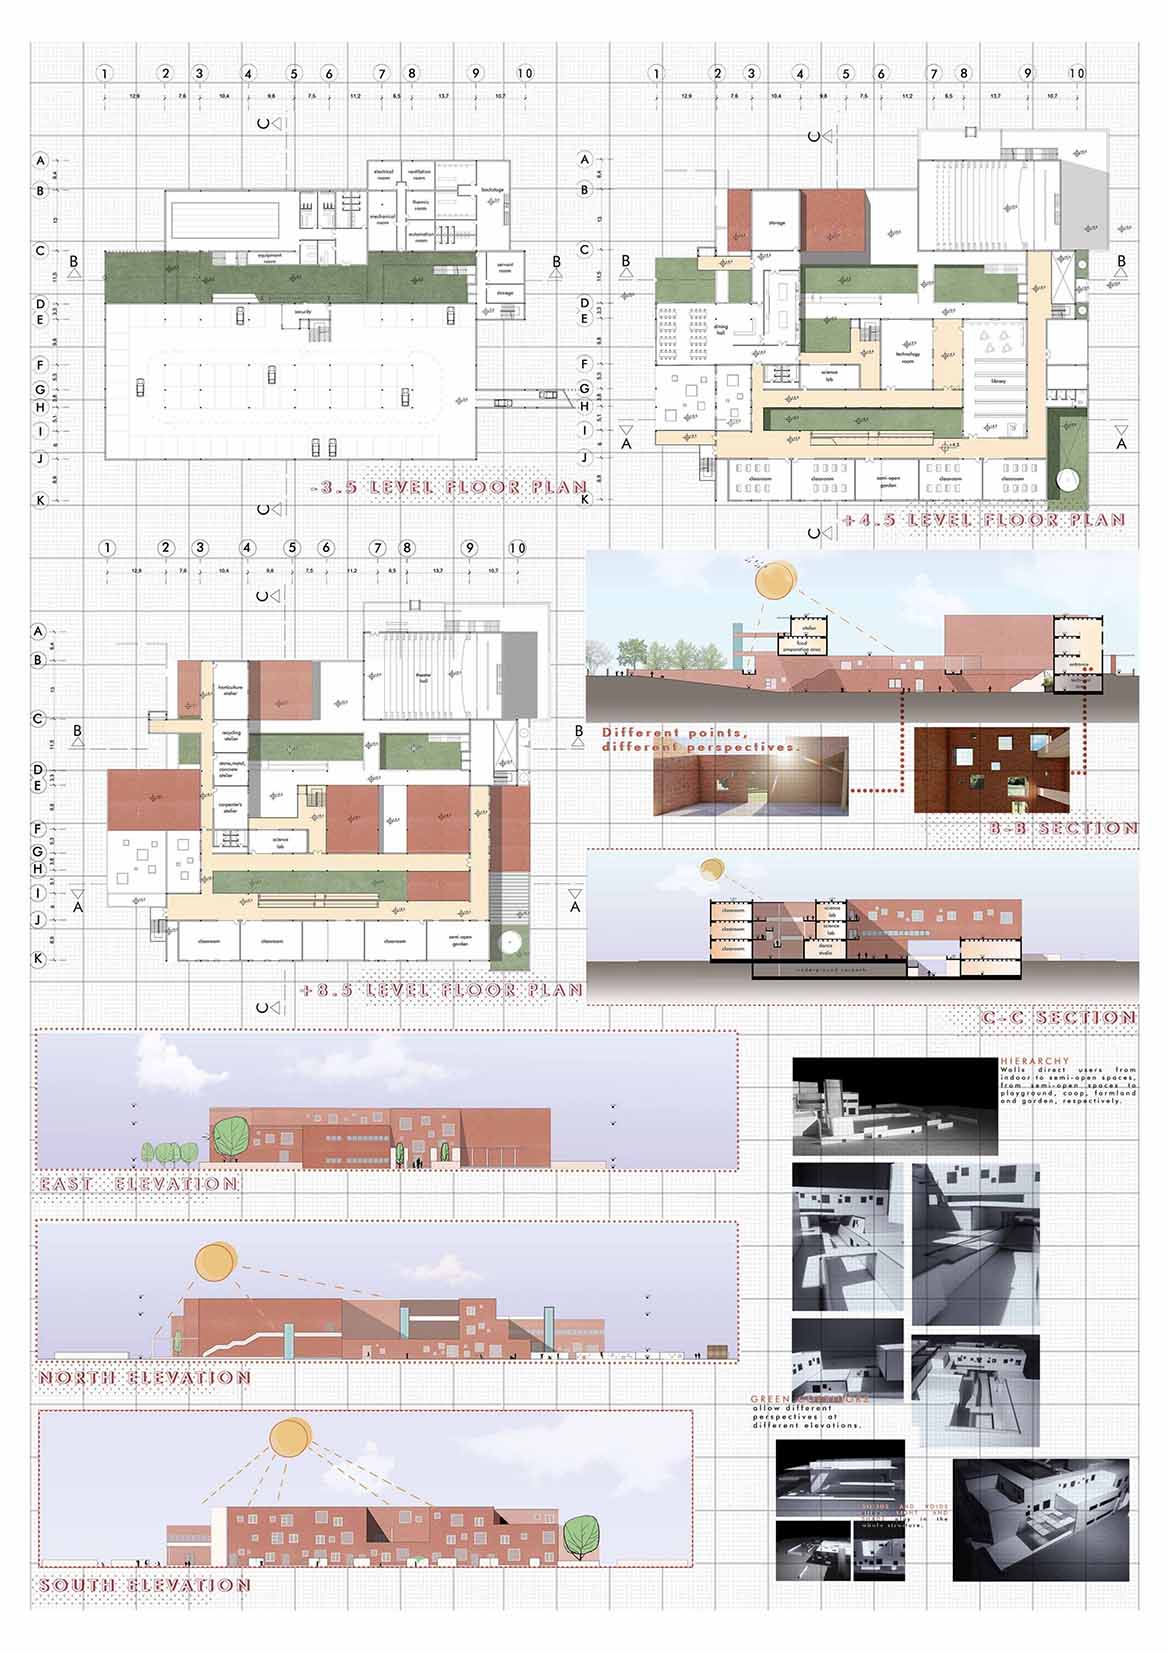 1 2 3 4 5 6 7 8 9 10
12,9 7,6 10,4 9,6 7,5 11,2 6,5 13,7 10,7
C
A
B
C
D
E
F
G
H
I
J
K
B B
electrical room
ventilation room
mechanical room
thermic room
automation room
backstage
equipment room
servant room
storage
security
C
-3.5 LEVEL FLOOR PLAN
1 2 3 4 5 6 7 8 9 10
12,9 7,6 10,4 9,6 7,5 11,2 6,5 13,7 10,7
C
A
B
C
D
E
F
G
H
I
J
K
B B
A A
storage
dining hall
science lab
technology room
library
classroom
classroom
semi-open garden
classroom
classroom
C
+4.5 LEVEL FLOOR PLAN
1 2 3 4 5 6 7 8 9 10
12,9 7,6 10,4 9,6 7,5 11,2 6,5 13,7 10,7
C
A
B
C
D
E
F
G
H
I
J
K
B B
A A
theater hall
horticulture atelier
recycling atelier
stone,metal, concrete atelier
carpenter's atelier
science lab
classroom
classroom
classroom
semi-open garden
C
+8.5 LEVEL FLOOR PLAN
atelier
food preparation area
entrance
Different points,
different perspectives.
B-B SECTION
classroom
classroom
classroom
science lab
science lab
dance studio
underground carpark
C-C SECTION
EAST ELEVATION
NORTH ELEVATION
SOUTH ELEVATION
HIERARCHY
Walls direct users from
indoor to semi-open spaces,
from semi-open spaces to
playground, coop, farmland
and garden, respectively.
GREEN CORRIDORS
allow different
perspectives at
different elevations.
AND VOIDS
LIGHT AND
in the
whole structure.